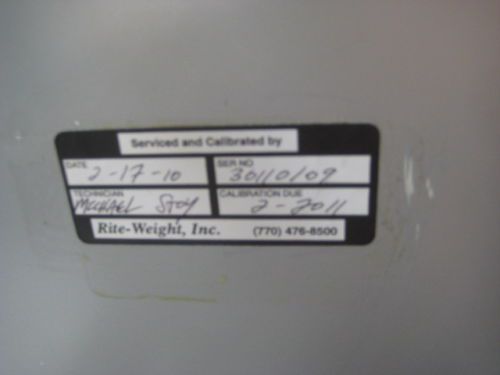 Serviced and Calibrated by
DATE 2-17-10 SER NO. 30110109
TECHNICIAN MICHAEL STOY CALIBRATION DUE 2-2011
Rite-Weight, Inc. (770) 476-8500